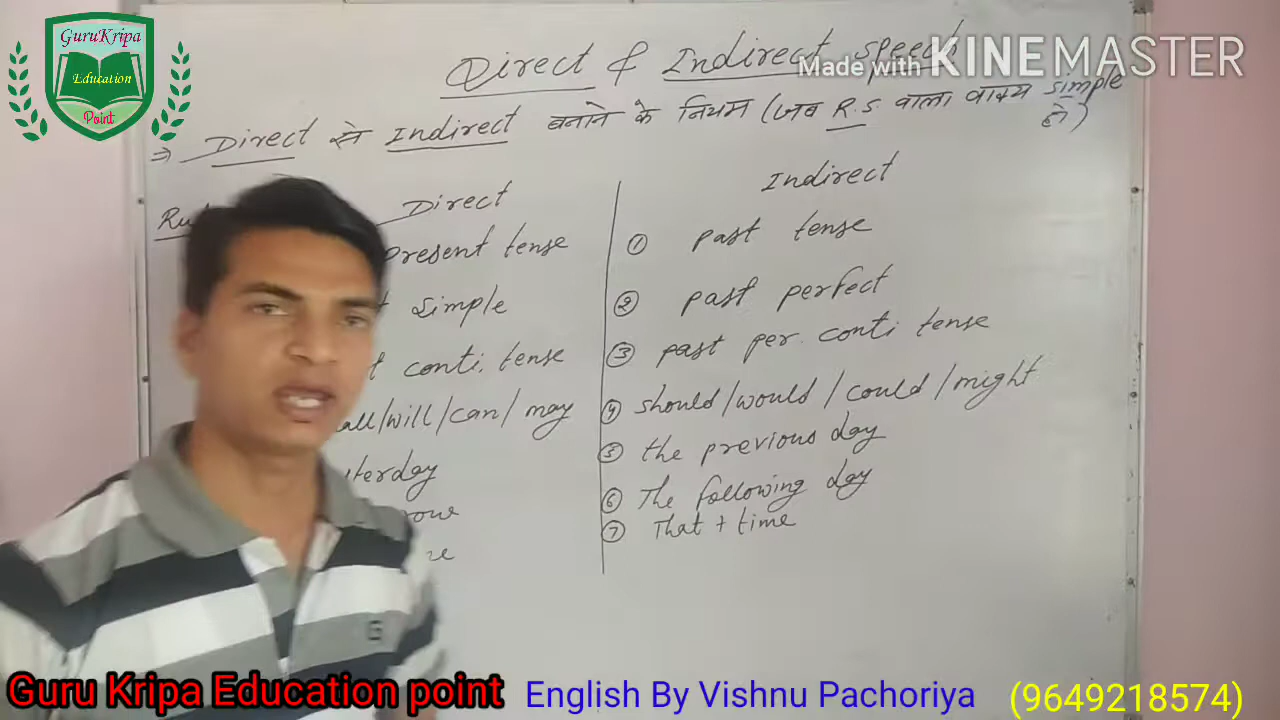 GuruKripa
Education
Point
Made with KINEMASTER
Direct & Indirect speech
⇒ Direct से Indirect बनाने के नियम (जब R.S वाला वाक्य simple हो)
Direct
Indirect
present tense
① past tense
simple
② past perfect
conti. tense
③ past per. conti tense
all/will/can/may
④ should/would/could/might
terday
⑤ the previous day
⑥ The following day
⑦ That + time
Guru Kripa Education point
English By Vishnu Pachoriya
(9649218574)